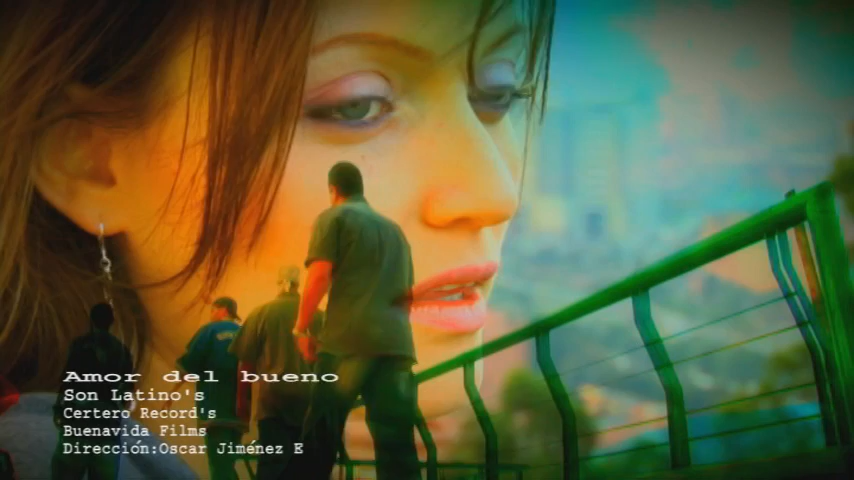 Amor del bueno
Son Latino's
Certero Record's
Buenavida Films
Dirección:Oscar Jiménez E